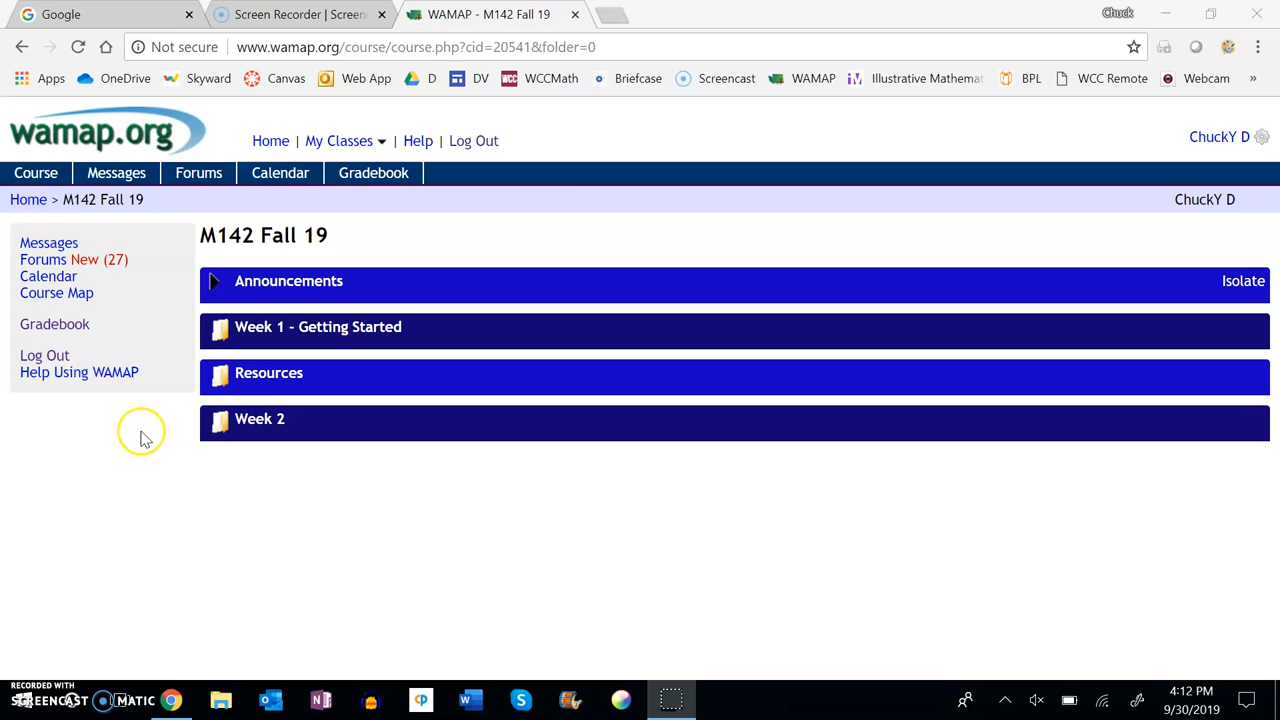 Google
Screen Recorder | Screen
WAMAP - M142 Fall 19
Chuck
Not secure
www.wamap.org/course/course.php?cid=20541&folder=0
Apps
OneDrive
Skyward
Canvas
Web App
D
DV
WCCMath
Briefcase
Screencast
WAMAP
Illustrative Mathemat
BPL
WCC Remote
Webcam
»
wamap.org
Home | My Classes | Help | Log Out
ChuckY D
Course
Messages
Forums
Calendar
Gradebook
Home > M142 Fall 19
ChuckY D
Messages
Forums New (27)
Calendar
Course Map
Gradebook
Log Out
Help Using WAMAP
M142 Fall 19
Announcements
Isolate
Week 1 - Getting Started
Resources
Week 2
RECORDED WITH
SCREENCAST MATIC
4:12 PM
9/30/2019